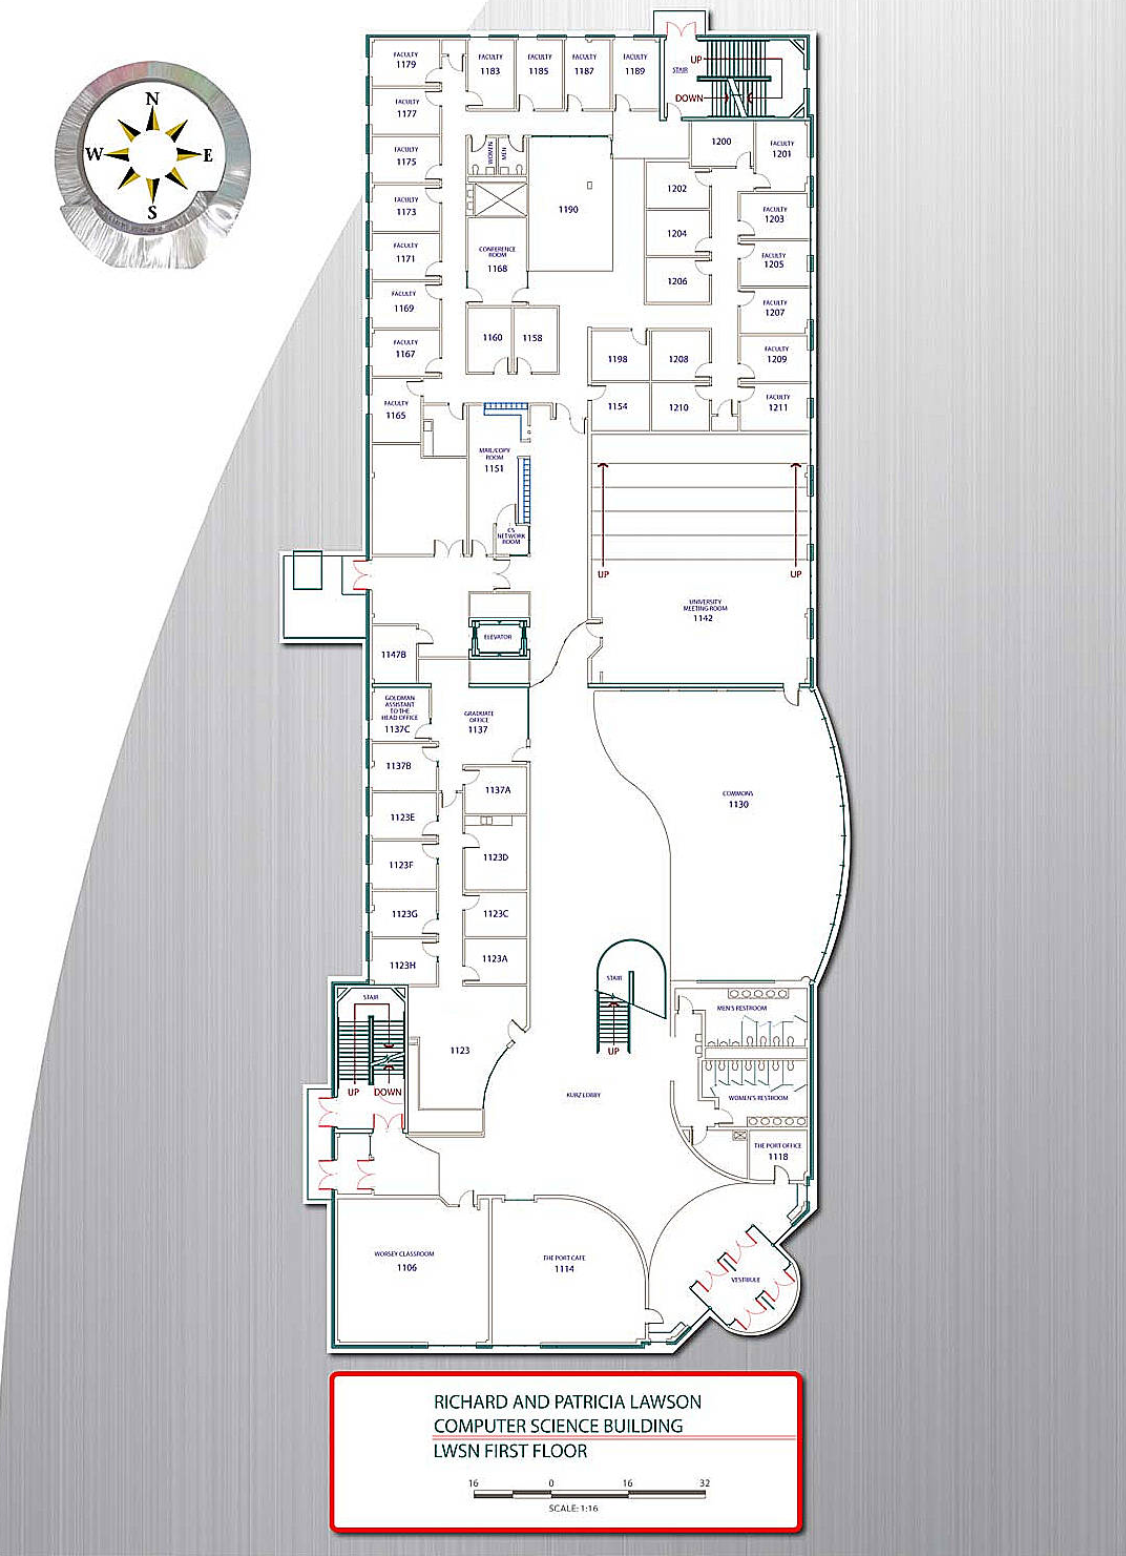 N
W
E
S
FACULTY
1179
FACULTY
1177
FACULTY
1175
FACULTY
1173
FACULTY
1171
FACULTY
1169
FACULTY
1167
FACULTY
1165
FACULTY
1183
FACULTY
1185
FACULTY
1187
FACULTY
1189
STAIR
UP
DOWN
WOMEN
MEN
1190
1200
FACULTY
1201
1202
FACULTY
1203
1204
FACULTY
1205
1206
FACULTY
1207
CONFERENCE
ROOM
1168
1160
1158
1198
1208
FACULTY
1209
1154
1210
FACULTY
1211
MAIL/COPY
ROOM
1151
CS
NETWORK
ROOM
UP
UP
UNIVERSITY
MEETING ROOM
1142
ELEVATOR
1147B
GOLDMAN
ASSISTANT
TO THE
HEAD OFFICE
1137C
GRADUATE
OFFICE
1137
1137B
1137A
COMMONS
1130
1123E
1123D
1123F
1123G
1123C
1123H
1123A
STAIR
UP
STAIR
UP
DOWN
1123
MEN'S RESTROOM
WOMEN'S RESTROOM
KURZ LOBBY
THE PORT OFFICE
1118
WORSEY CLASSROOM
1106
THE PORT CAFE
1114
VESTIBULE
RICHARD AND PATRICIA LAWSON
COMPUTER SCIENCE BUILDING
LWSN FIRST FLOOR
16 0 16 32
SCALE: 1:16